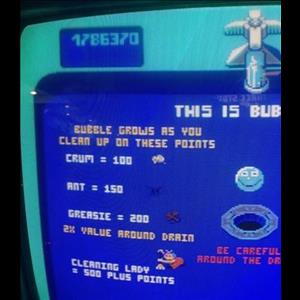 1786370
THIS IS BUB
BUBBLE GROWS AS YOU
CLEAN UP ON THESE POINTS
CRUM = 100
ANT = 150
GREASIE = 200
2% VALUE AROUND DRAIN
BE CAREFUL
AROUND THE DR
CLEANING LADY
= 500 PLUS POINTS